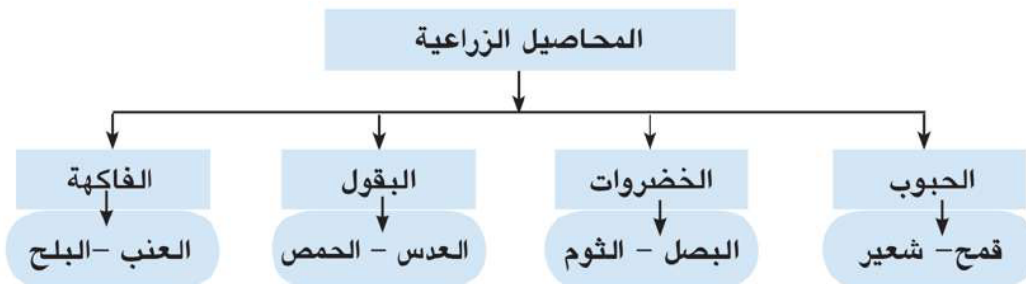 المحاصيل الزراعية
الحبوب
الخضروات
البقول
الفاكهة
قمح- شعير
البصل - الثوم
العدس - الحمص
العنب -البلح